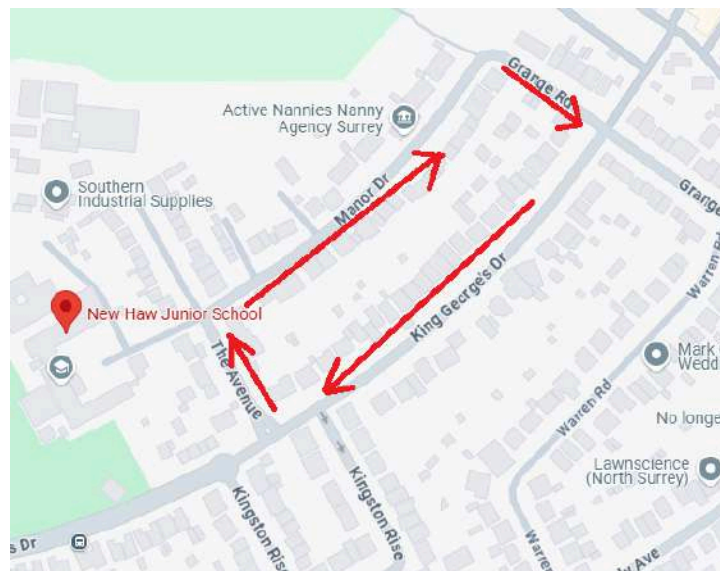 Grange Rd
Active Nannies Nanny
Agency Surrey
Southern
Industrial Supplies
Manor Dr
Grange
Warren Rd
New Haw Junior School
King George's Dr
The Avenue
Mark
Wedd
Warren Rd
No longe
Lawnscience
(North Surrey)
Kingston Rise
Kingston Rise
s Dr
Warren
y Ave